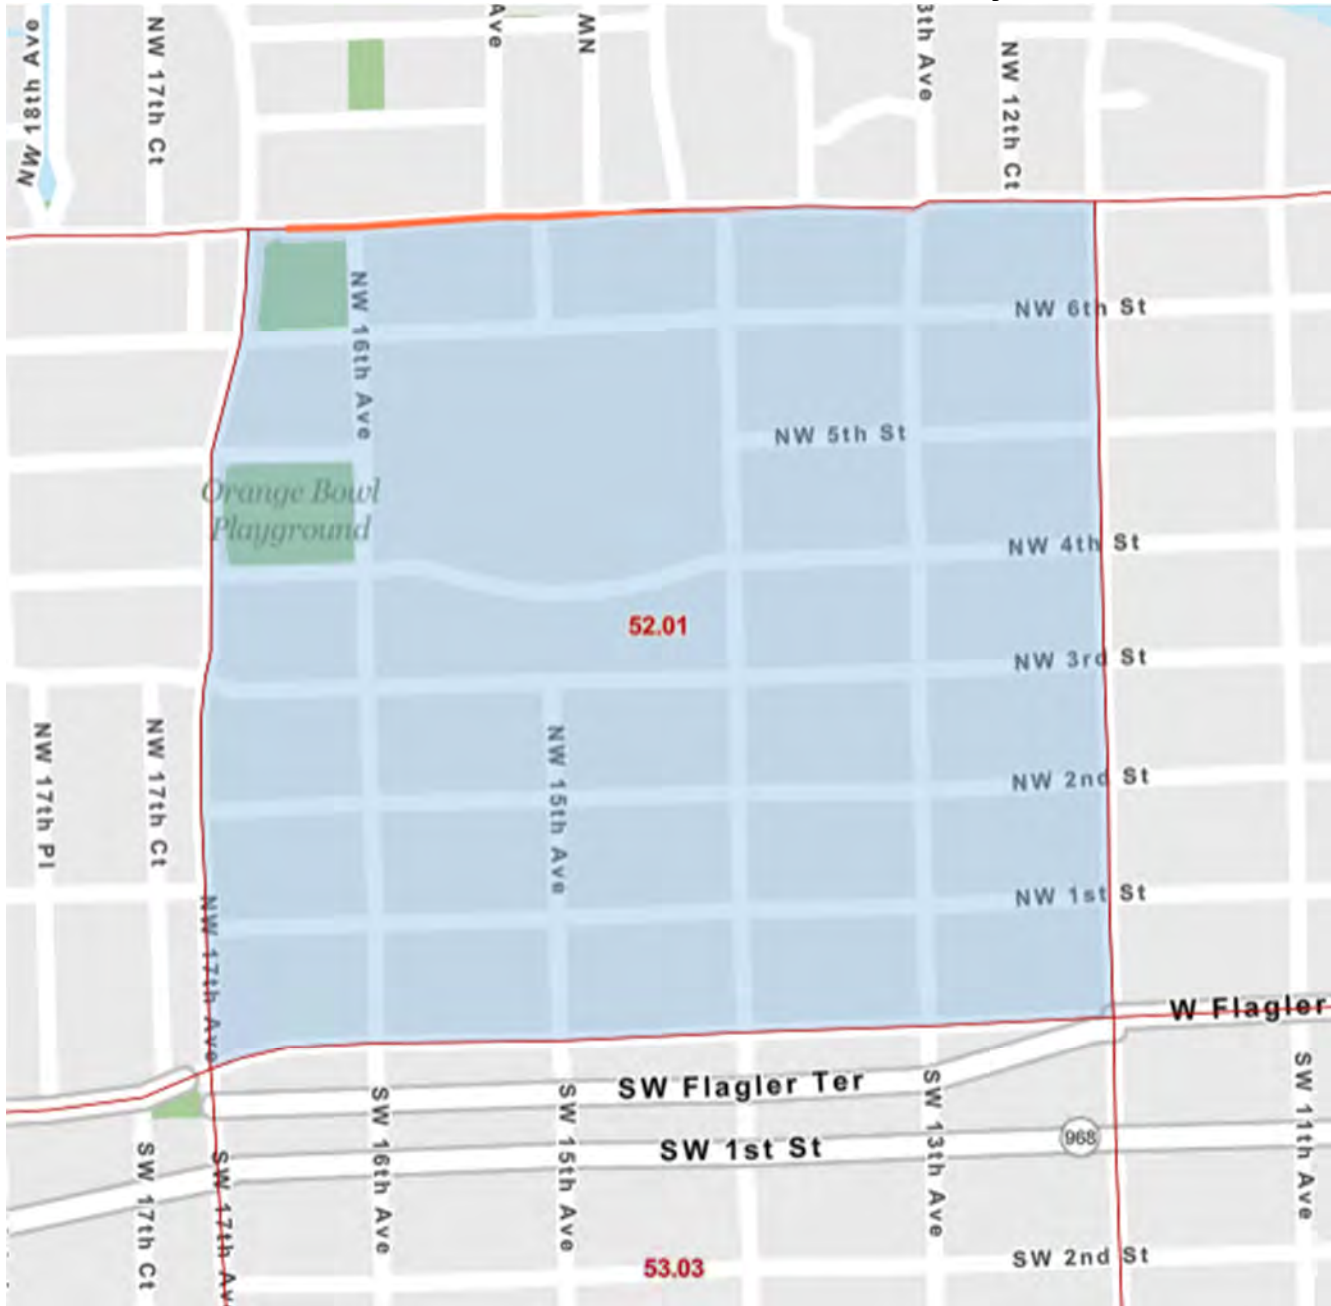 NW 18th Ave
NW 17th Ct
Ave
NW
NW 12th Ct
NW 16th Ave
NW 6th St
NW 5th St
Orange Bowl
Playground
NW 4th St
52.01
NW 3rd St
NW 17th Pl
NW 17th Ct
NW 15th Ave
NW 2nd St
NW 17th Ave
NW 1st St
W Flagler
SW Flagler Ter
SW 1st St
968
SW 17th Ct
SW 17th Av
SW 16th Ave
SW 15th Ave
SW 13th Ave
SW 11th Ave
53.03
SW 2nd St